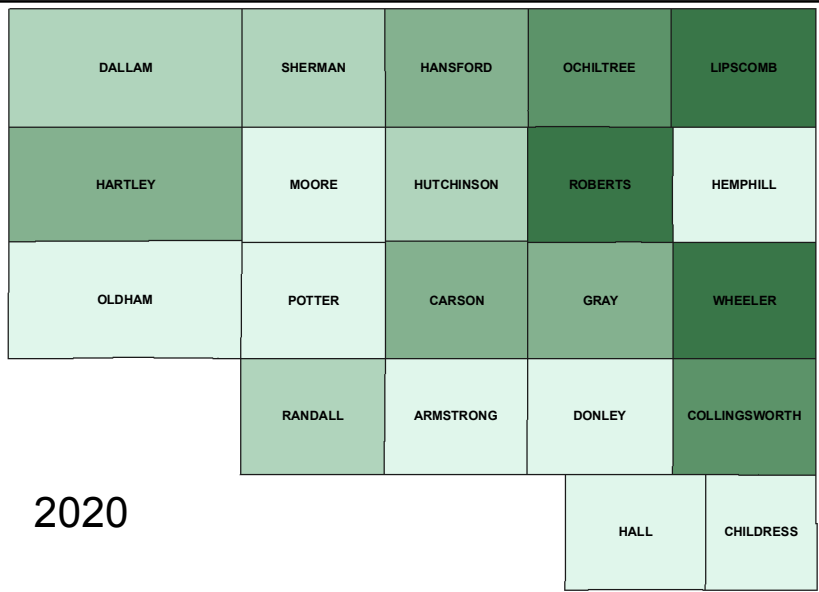 DALLAM SHERMAN HANSFORD OCHILTREE LIPSCOMB
HARTLEY MOORE HUTCHINSON ROBERTS HEMPHILL
OLDHAM POTTER CARSON GRAY WHEELER
RANDALL ARMSTRONG DONLEY COLLINGSWORTH
2020
HALL CHILDRESS